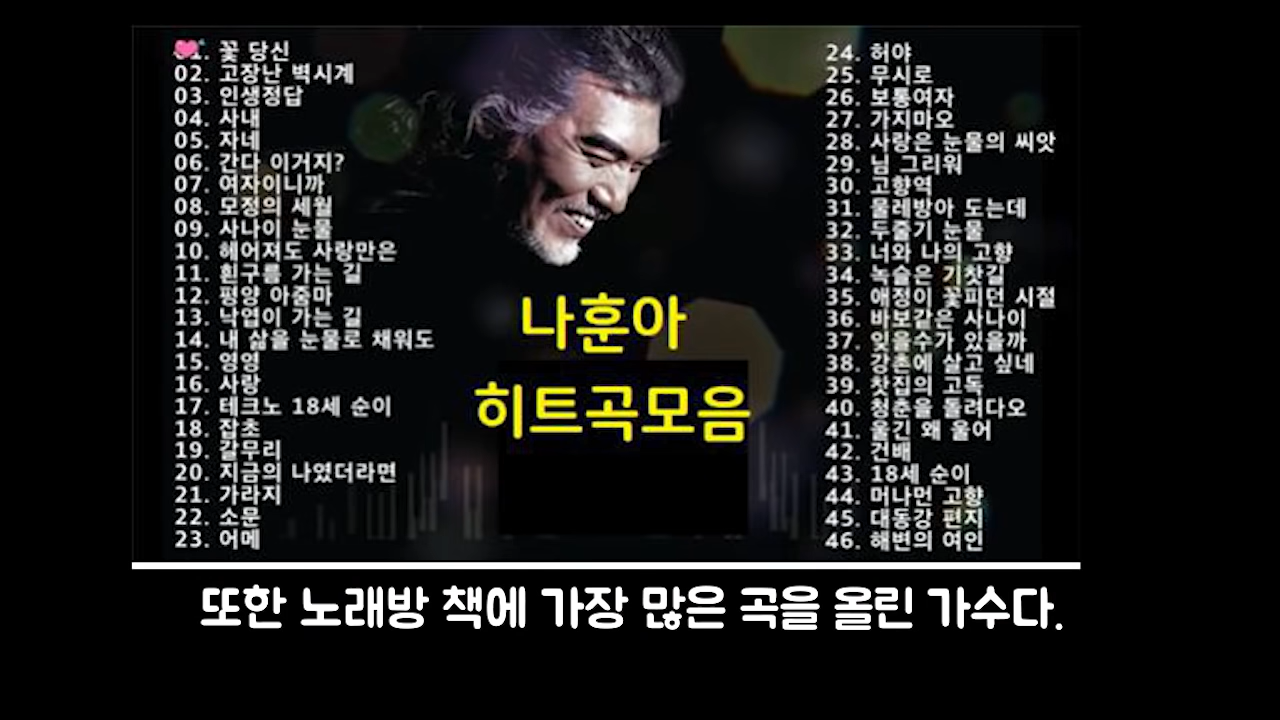 01. 꽃 당신
02. 고장난 벽시계
03. 인생정답
04. 사내
05. 자네
06. 간다 이거지?
07. 여자이니까
08. 모정의 세월
09. 사나이 눈물
10. 헤어져도 사랑만은
11. 흰구름 가는 길
12. 평양 아줌마
13. 낙엽이 가는 길
14. 내 삶을 눈물로 채워도
15. 영영
16. 사랑
17. 테크노 18세 순이
18. 잡초
19. 갈무리
20. 지금의 나였더라면
21. 가라지
22. 소문
23. 어메
나훈아
히트곡모음
24. 허야
25. 무시로
26. 보통여자
27. 가지마오
28. 사랑은 눈물의 씨앗
29. 님 그리워
30. 고향역
31. 물레방아 도는데
32. 두줄기 눈물
33. 너와 나의 고향
34. 녹슬은 기찻길
35. 애정이 꽃피던 시절
36. 바보같은 사나이
37. 잊을수가 있을까
38. 강촌에 살고 싶네
39. 찻집의 고독
40. 청춘을 돌려다오
41. 울긴 왜 울어
42. 건배
43. 18세 순이
44. 머나먼 고향
45. 대동강 편지
46. 해변의 여인
또한 노래방 책에 가장 많은 곡을 올린 가수다.